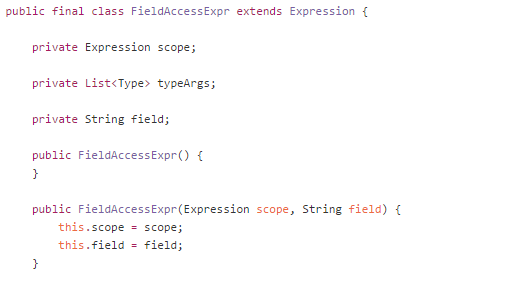 public final class FieldAccessExpr extends Expression {
private Expression scope;
private List<Type> typeArgs;
private String field;
public FieldAccessExpr() {
}
public FieldAccessExpr(Expression scope, String field) {
this.scope = scope;
this.field = field;
}